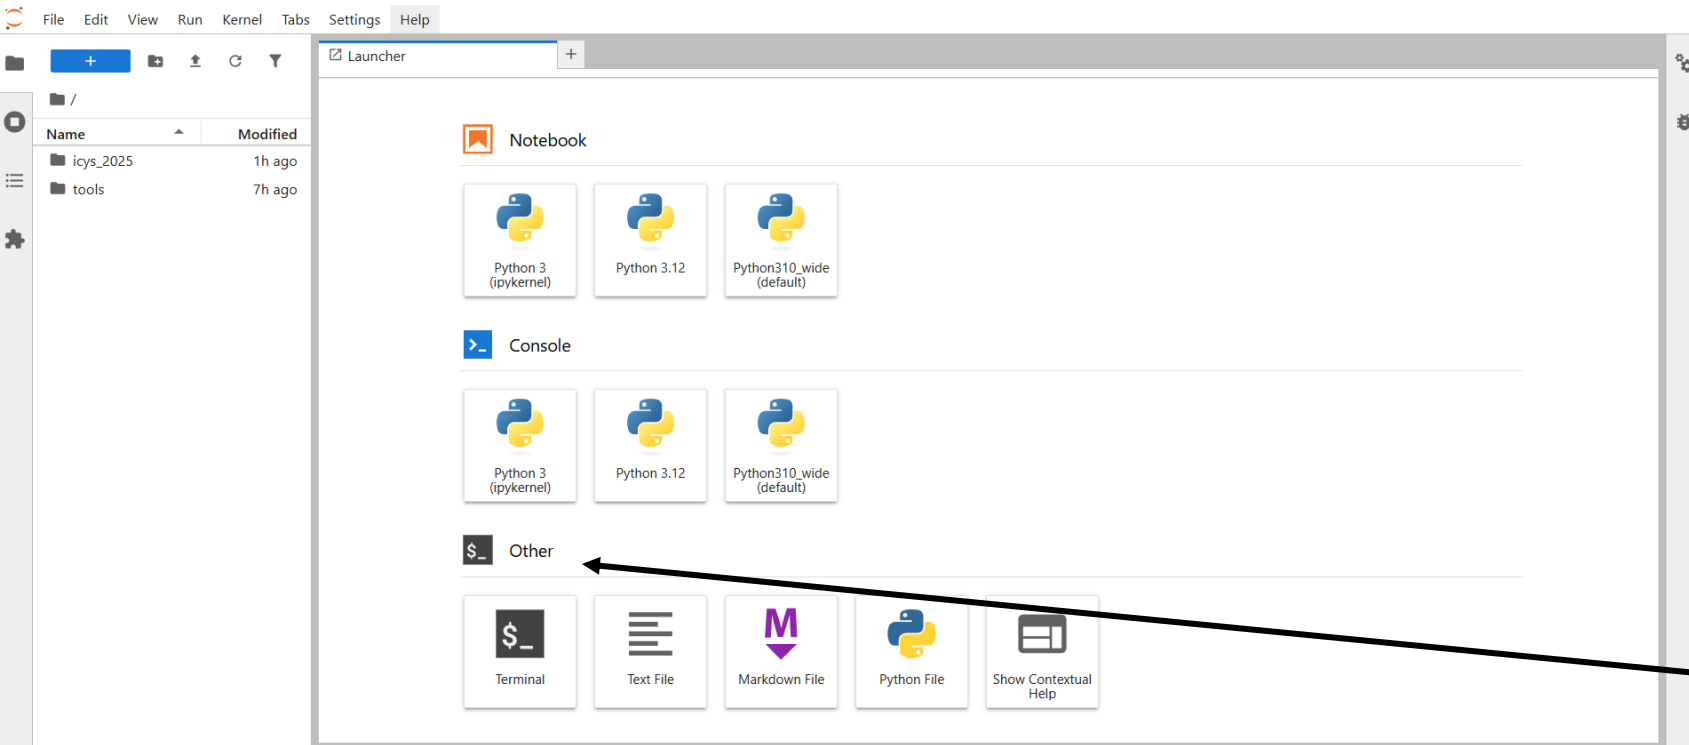 File Edit View Run Kernel Tabs Settings Help
+
Launcher
+
/
Name Modified
icys_2025 1h ago
tools 7h ago
Notebook
Python 3
(ipykernel)
Python 3.12
Python310_wide
(default)
>_ Console
Python 3
(ipykernel)
Python 3.12
Python310_wide
(default)
$_ Other
$_
Terminal
Text File
M
Markdown File
Python File
Show Contextual
Help